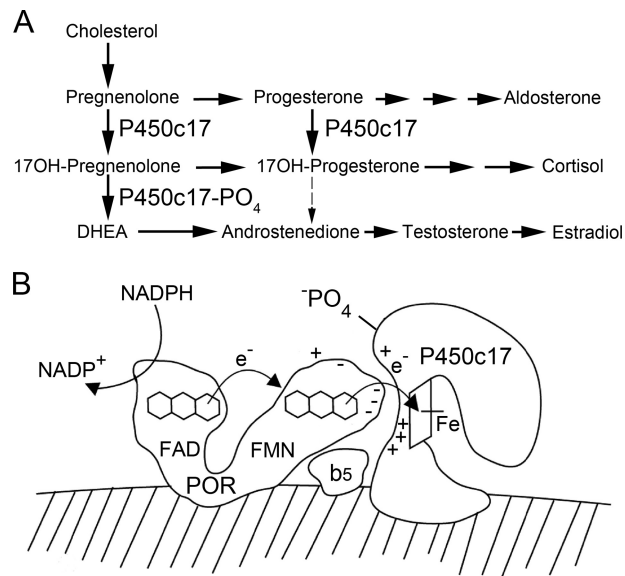 A
Cholesterol
Pregnenolone Progesterone Aldosterone
P450c17 P450c17
17OH-Pregnenolone 17OH-Progesterone Cortisol
P450c17-PO₄
DHEA Androstenedione Testosterone Estradiol
B
NADPH
⁻PO₄
NADP⁺ e⁻ + - + e⁻ P450c17
- - - Fe
+ + +
FAD FMN
POR b5